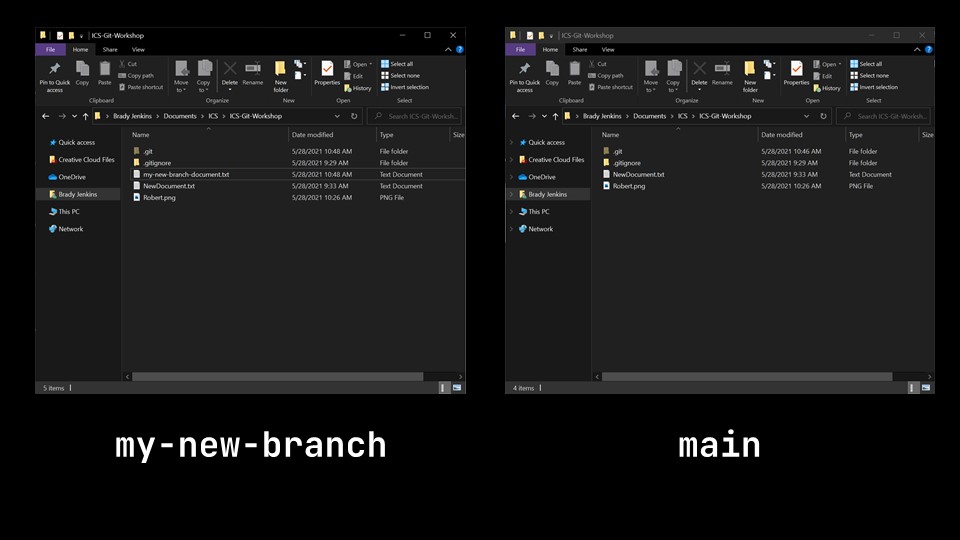 ICS-Git-Workshop
File Home Share View
Pin to Quick access
Copy
Paste
Cut
Copy path
Paste shortcut
Clipboard
Move to
Copy to
Delete
Rename
Organize
New folder
New
Properties
Open
Edit
History
Open
Select all
Select none
Invert selection
Select
Brady Jenkins > Documents > ICS > ICS-Git-Workshop
Search ICS-Git-Worksh...
Name Date modified Type Size
Quick access
Creative Cloud Files
OneDrive
Brady Jenkins
This PC
Network
.git 5/28/2021 10:48 AM File folder
.gitignore 5/28/2021 9:29 AM File folder
my-new-branch-document.txt 5/28/2021 10:48 AM Text Document
NewDocument.txt 5/28/2021 9:33 AM Text Document
Robert.png 5/28/2021 10:26 AM PNG File
5 items
my-new-branch
ICS-Git-Workshop
File Home Share View
Pin to Quick access
Copy
Paste
Cut
Copy path
Paste shortcut
Clipboard
Move to
Copy to
Delete
Rename
Organize
New folder
New
Properties
Open
Edit
History
Open
Select all
Select none
Invert selection
Select
Brady Jenkins > Documents > ICS > ICS-Git-Workshop
Search ICS-Git-Worksh...
Name Date modified Type Size
Quick access
Creative Cloud Files
OneDrive
Brady Jenkins
This PC
Network
.git 5/28/2021 10:46 AM File folder
.gitignore 5/28/2021 9:29 AM File folder
NewDocument.txt 5/28/2021 9:33 AM Text Document
Robert.png 5/28/2021 10:26 AM PNG File
4 items
main